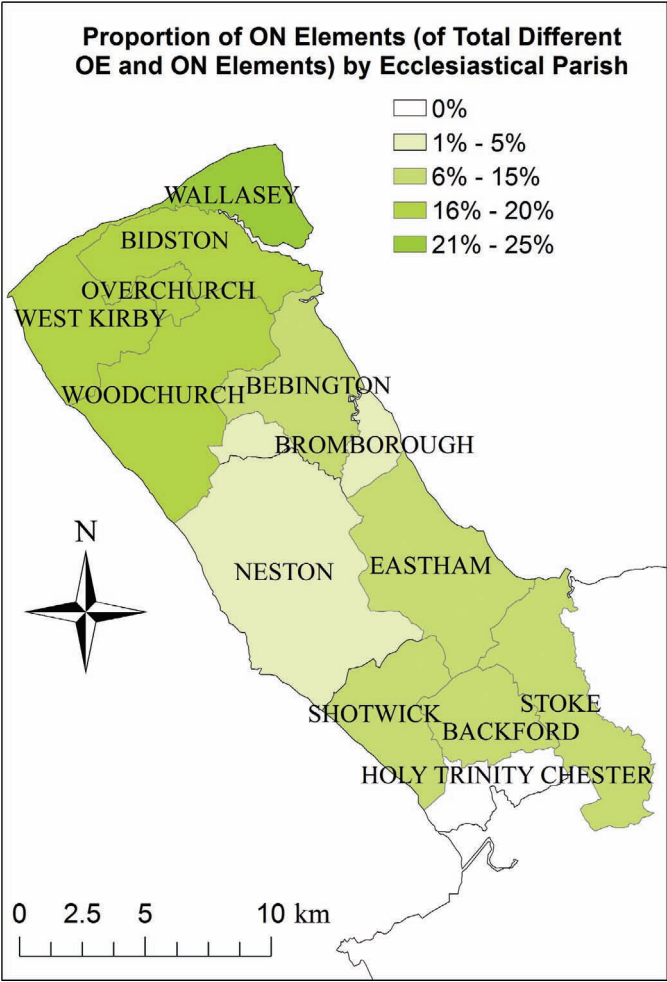 Proportion of ON Elements (of Total Different
OE and ON Elements) by Ecclesiastical Parish
0%
1% - 5%
6% - 15%
16% - 20%
21% - 25%
WALLASEY
BIDSTON
OVERCHURCH
WEST KIRBY
WOODCHURCH
BEBINGTON
BROMBOROUGH
N
NESTON
EASTHAM
SHOTWICK
STOKE
BACKFORD
HOLY TRINITY CHESTER
0 2.5 5 10 km